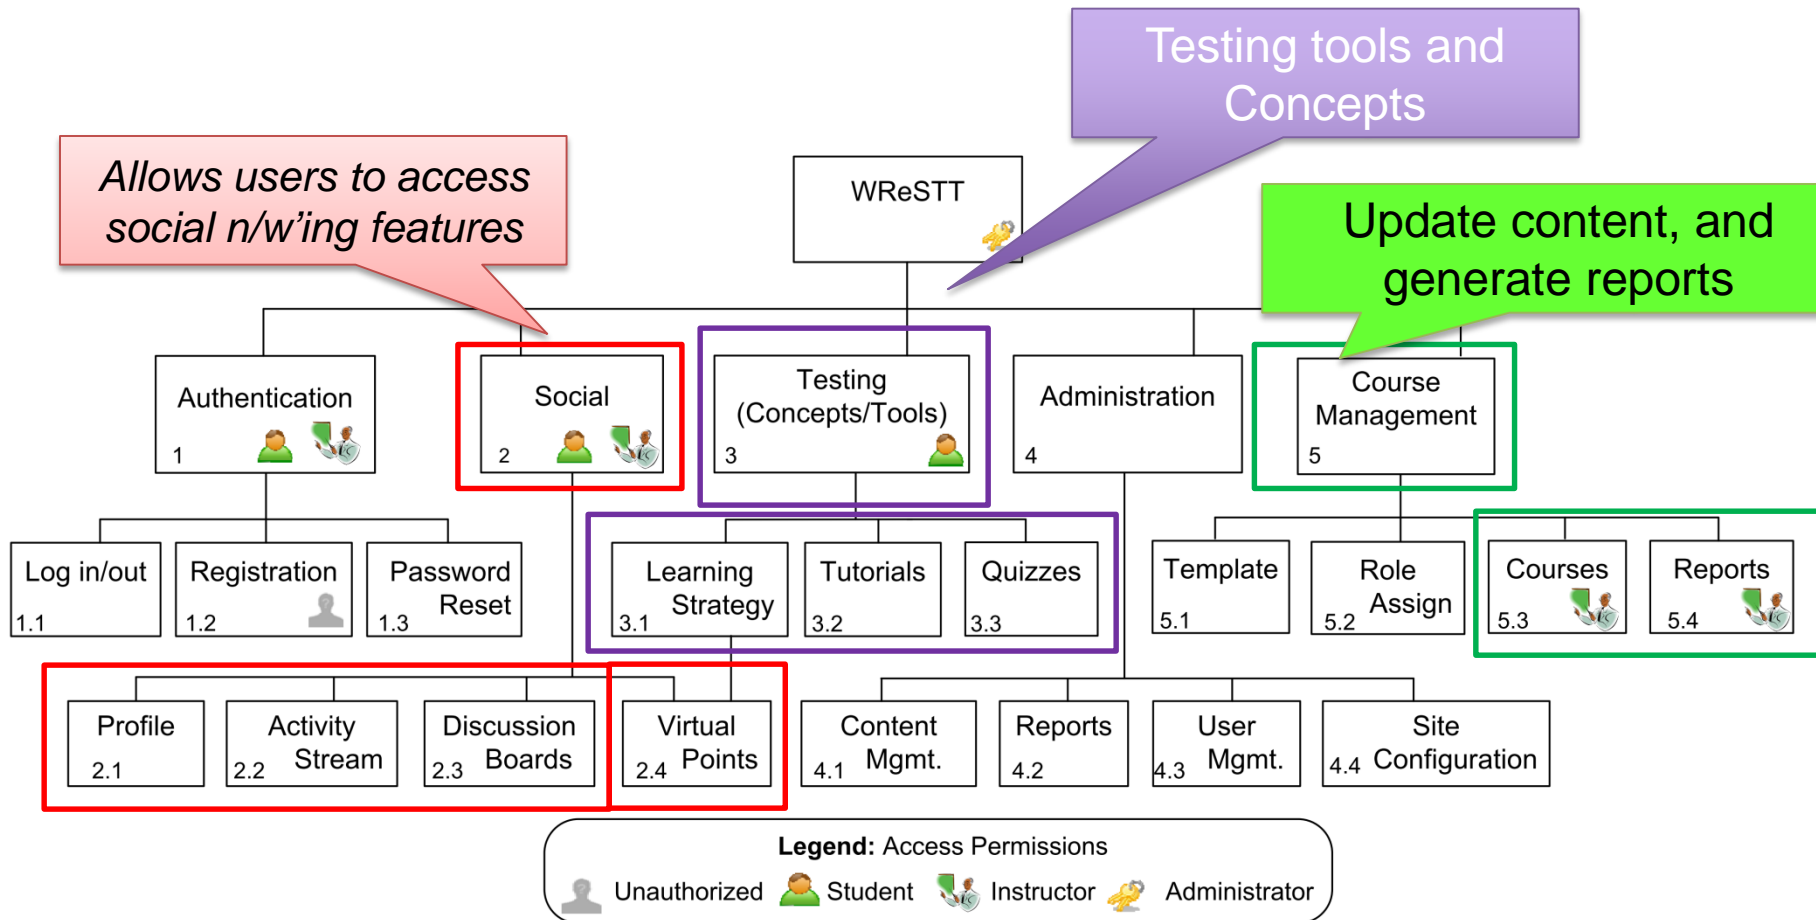 Testing tools and
Concepts
Allows users to access
social n/w’ing features
WReSTT
Update content, and
generate reports
Authentication
1
Social
2
Testing
(Concepts/Tools)
3
Administration
4
Course
Management
5
Log in/out
1.1
Registration
1.2
Password
Reset
1.3
Learning
Strategy
3.1
Tutorials
3.2
Quizzes
3.3
Template
5.1
Role
Assign
5.2
Courses
5.3
Reports
5.4
Profile
2.1
Activity
Stream
2.2
Discussion
Boards
2.3
Virtual
Points
2.4
Content
Mgmt.
4.1
Reports
4.2
User
Mgmt.
4.3
Site
Configuration
4.4
Legend: Access Permissions
Unauthorized Student Instructor Administrator